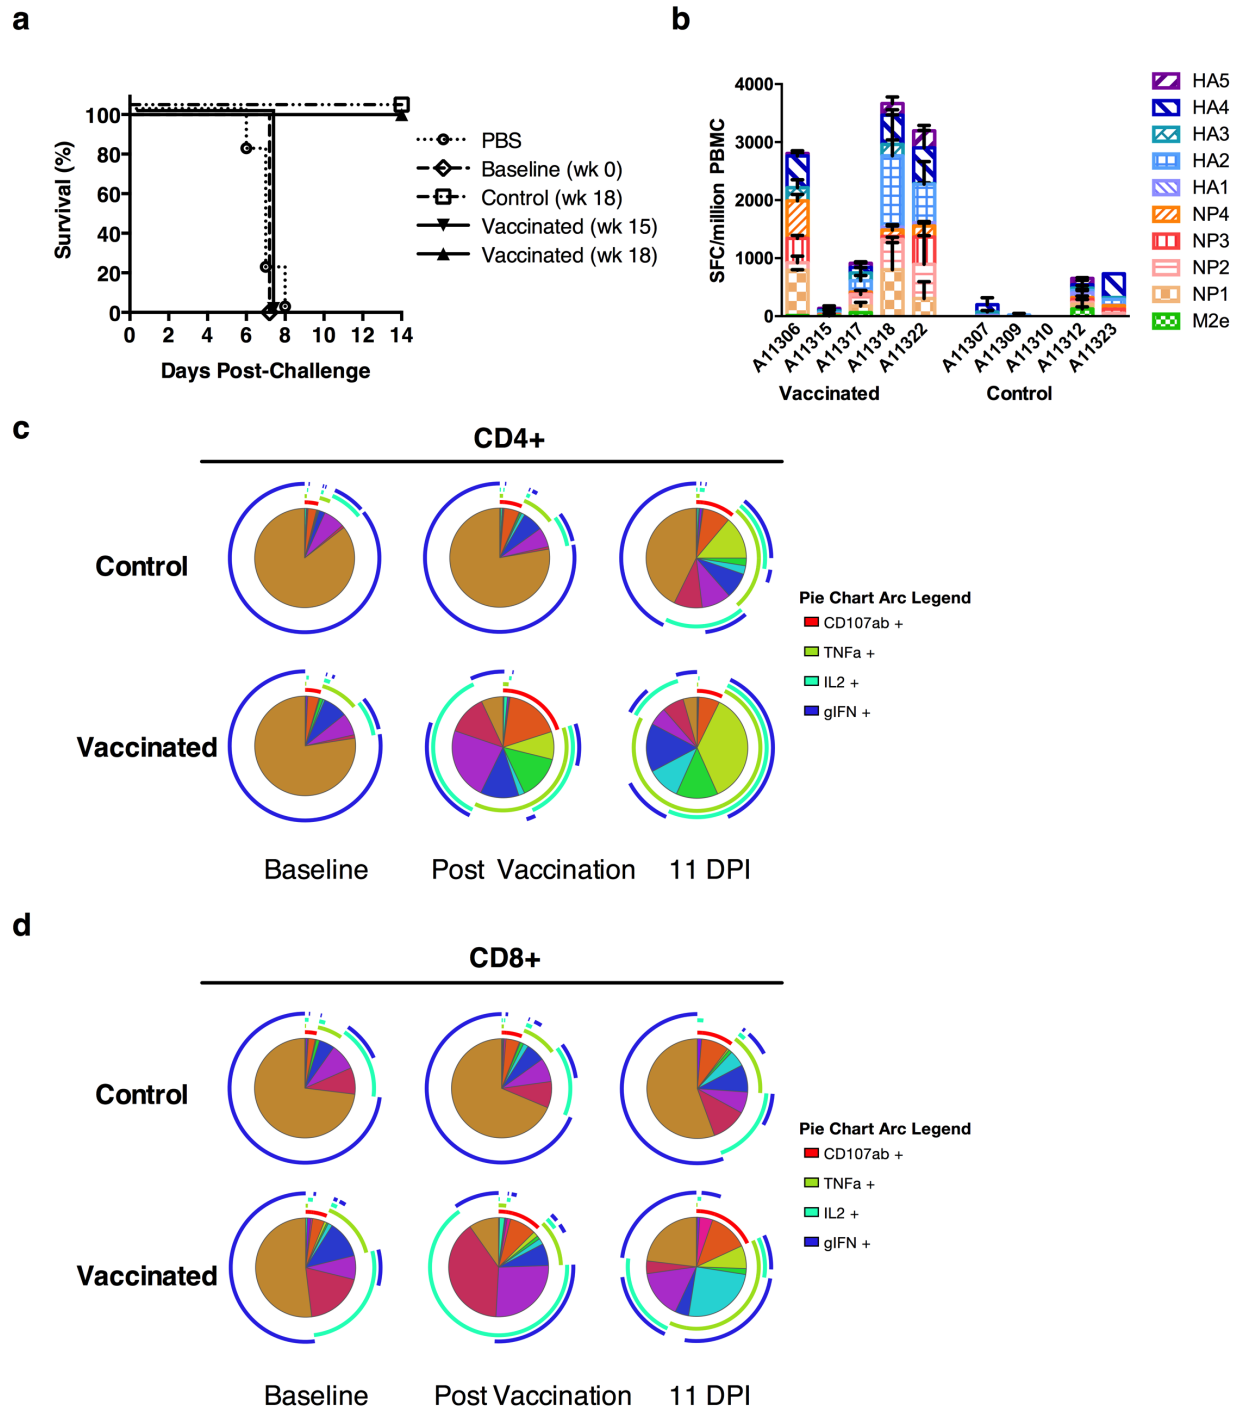 a
100
80
60
40
20
0
Survival (%)
0 2 4 6 8 10 12 14
Days Post-Challenge
PBS
Baseline (wk 0)
Control (wk 18)
Vaccinated (wk 15)
Vaccinated (wk 18)
b
4000
3000
2000
1000
0
SFC/million PBMC
A11306 A11315 A11317 A11318 A11322 A11307 A11309 A11310 A11312 A11323
Vaccinated Control
HA5
HA4
HA3
HA2
HA1
NP4
NP3
NP2
NP1
M2e
c
CD4+
Control
Vaccinated
Baseline Post Vaccination 11 DPI
Pie Chart Arc Legend
CD107ab +
TNFa +
IL2 +
gIFN +
d
CD8+
Control
Vaccinated
Baseline Post Vaccination 11 DPI
Pie Chart Arc Legend
CD107ab +
TNFa +
IL2 +
gIFN +